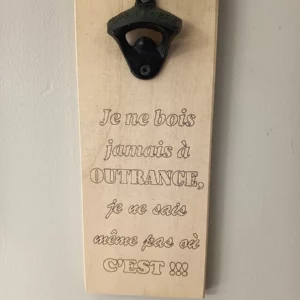 Je ne bois
jamais à
OUTRANCE,
je ne sais
même pas où
C'EST !!!